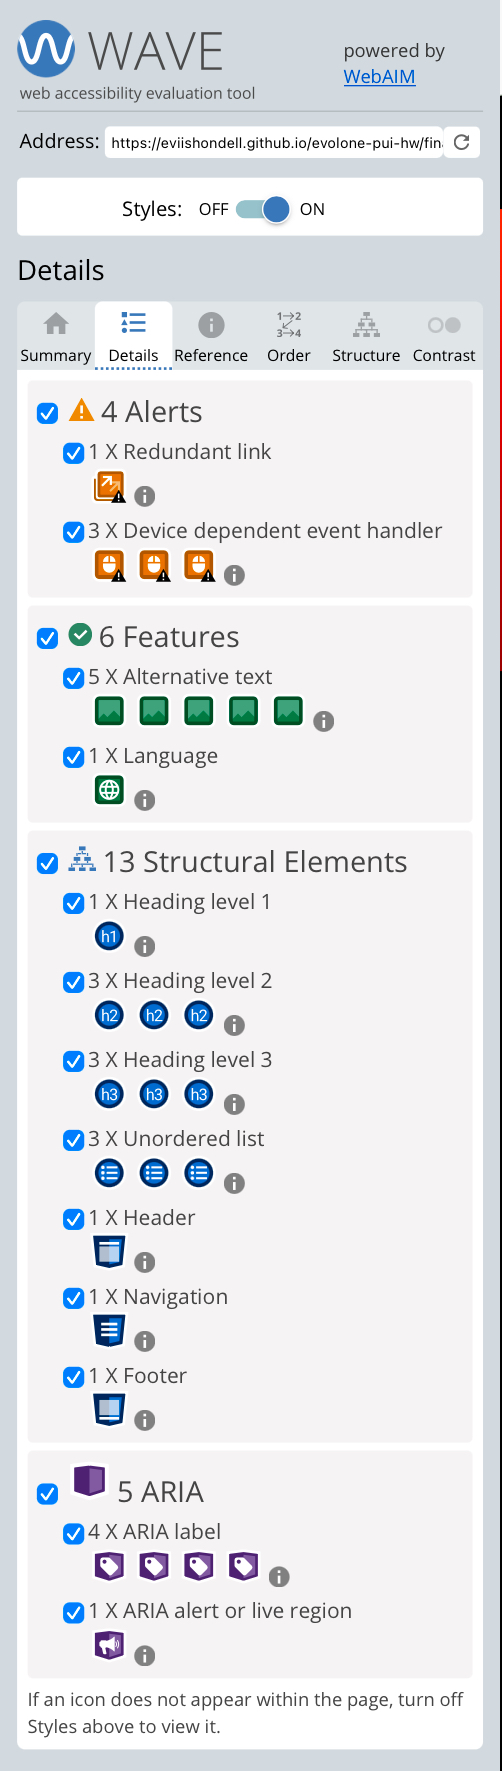 WAVE
web accessibility evaluation tool
powered by
WebAIM
Address: https://eviishondell.github.io/evolone-pui-hw/fin
Styles: OFF ON
Details
Summary Details Reference Order Structure Contrast
4 Alerts
1 X Redundant link
3 X Device dependent event handler
6 Features
5 X Alternative text
1 X Language
13 Structural Elements
1 X Heading level 1
h1
3 X Heading level 2
h2 h2 h2
3 X Heading level 3
h3 h3 h3
3 X Unordered list
1 X Header
1 X Navigation
1 X Footer
5 ARIA
4 X ARIA label
1 X ARIA alert or live region
If an icon does not appear within the page, turn off
Styles above to view it.